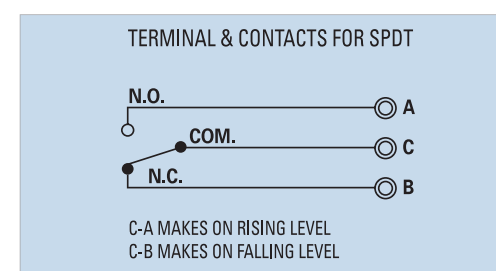 TERMINAL & CONTACTS FOR SPDT
N.O.
A
COM.
C
N.C.
B
C-A MAKES ON RISING LEVEL
C-B MAKES ON FALLING LEVEL